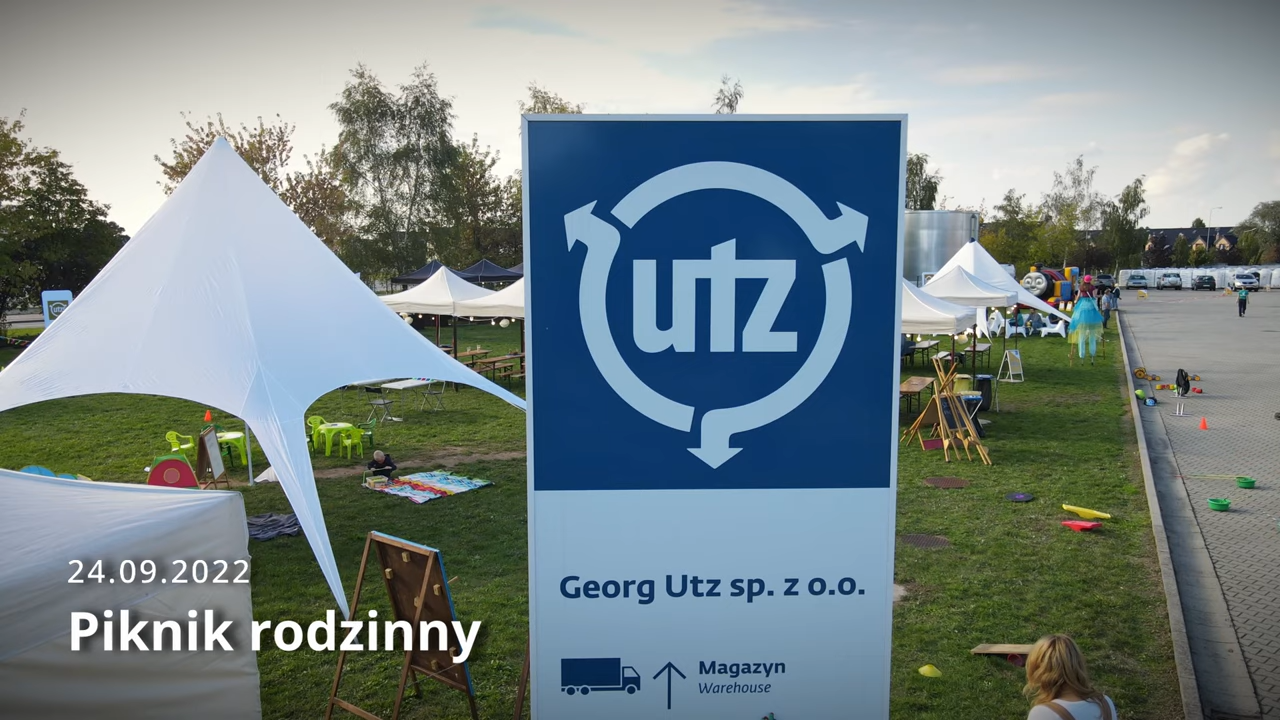 utz
Georg Utz sp. z o.o.
Magazyn
Warehouse
24.09.2022
Piknik rodzinny